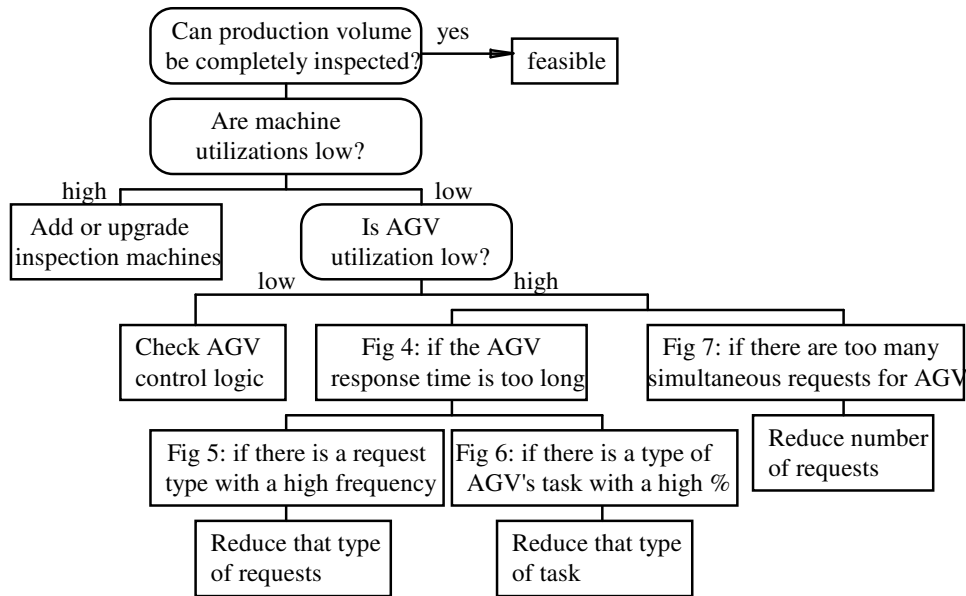 Can production volume
be completely inspected?
yes
feasible
Are machine
utilizations low?
high
low
Add or upgrade
inspection machines
Is AGV
utilization low?
low
high
Check AGV
control logic
Fig 4: if the AGV
response time is too long
Fig 7: if there are too many
simultaneous requests for AGV
Fig 5: if there is a request
type with a high frequency
Fig 6: if there is a type of
AGV's task with a high %
Reduce number
of requests
Reduce that type
of requests
Reduce that type
of task